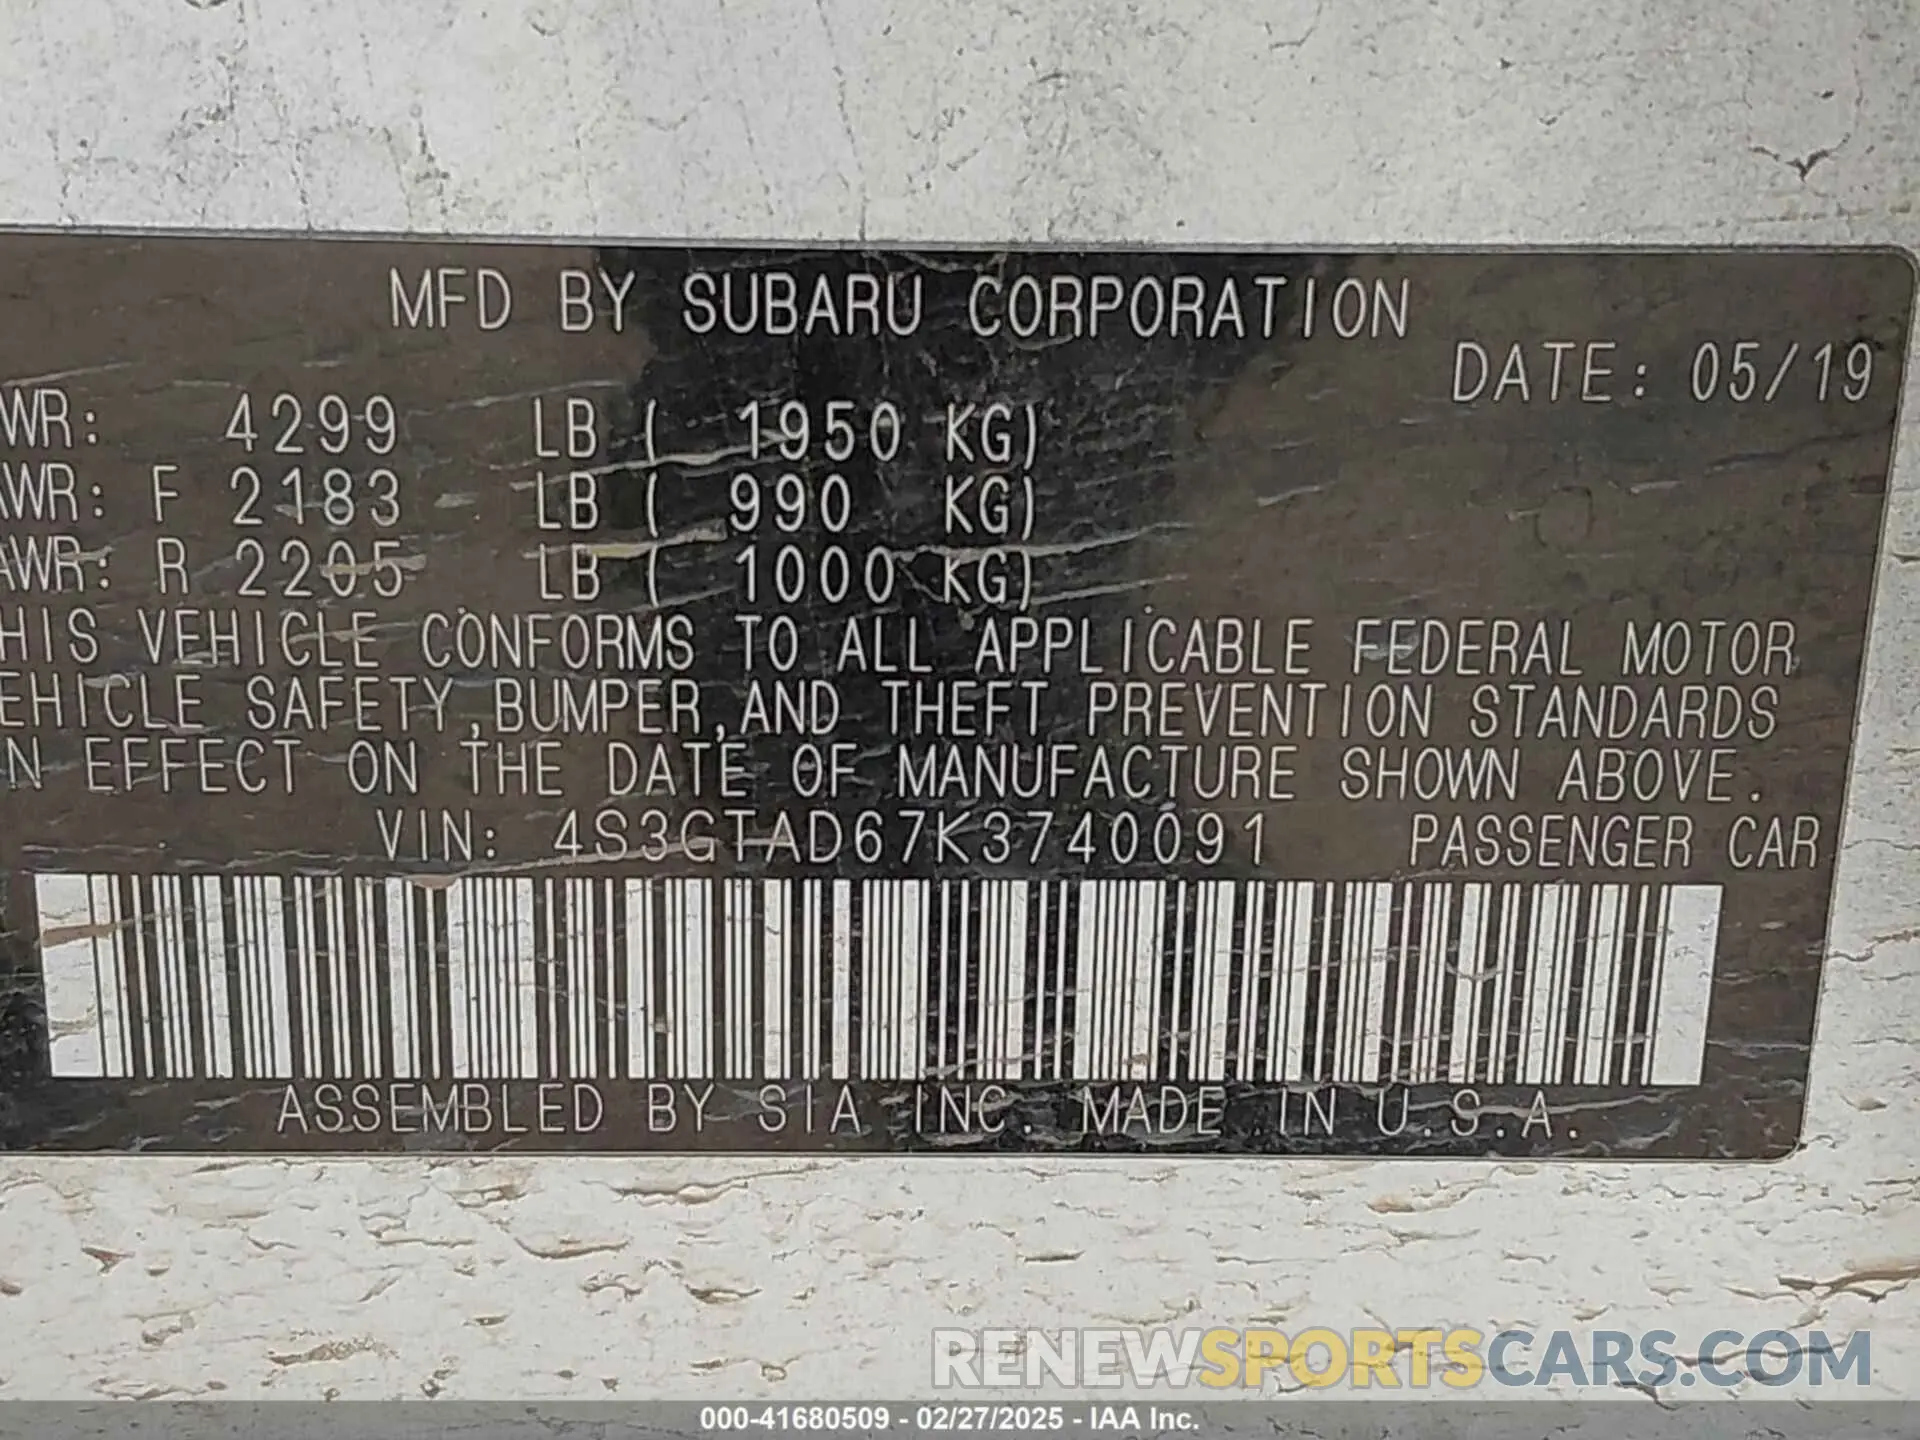 MFD BY SUBARU CORPORATION
DATE: 05/19
WR: 4299 LB ( 1950 KG)
WR: F 2183 LB ( 990 KG)
AWR: R 2205 LB ( 1000 KG)
HIS VEHICLE CONFORMS TO ALL APPLICABLE FEDERAL MOTOR
EHICLE SAFETY,BUMPER,AND THEFT PREVENTION STANDARDS
N EFFECT ON THE DATE OF MANUFACTURE SHOWN ABOVE.
VIN: 4S3GTAD67K3740091 PASSENGER CAR
ASSEMBLED BY SIA INC. MADE IN U.S.A.
RENEWSPORTSCARS.COM
000-41680509 - 02/27/2025 - IAA Inc.